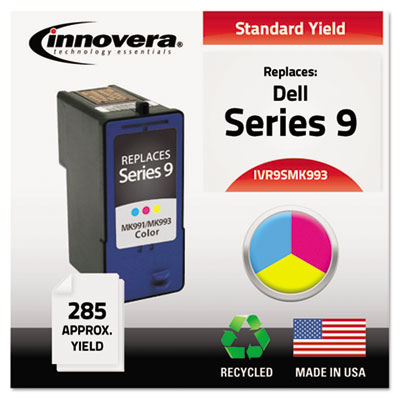 innovera
technology essentials
Standard Yield
Replaces:
Dell
Series 9
IVR9SMK993
REPLACES
Series 9
MK991/MK993
Color
285
APPROX.
YIELD
RECYCLED
MADE IN USA